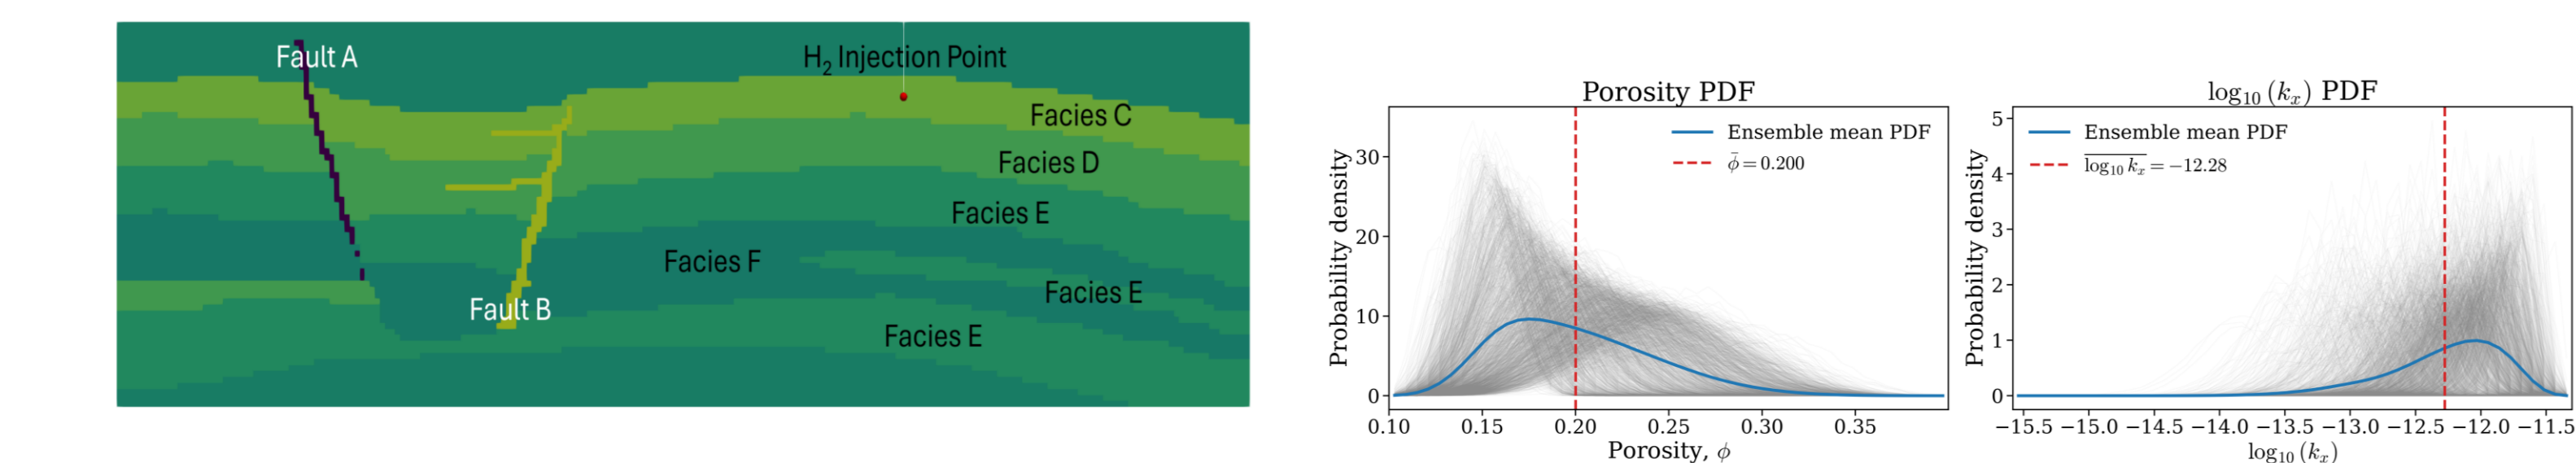 Fault A
H₂ Injection Point
Facies C
Facies D
Facies E
Facies F
Facies E
Fault B
Facies E
Porosity PDF
Probability density
30
20
10
0
Ensemble mean PDF
ϕ̄ = 0.200
0.10 0.15 0.20 0.25 0.30 0.35
Porosity, ϕ
log₁₀ (kₓ) PDF
Probability density
5
4
3
2
1
0
Ensemble mean PDF
l̅o̅g̅₁₀ k̅ₓ = −12.28
−15.5 −15.0 −14.5 −14.0 −13.5 −13.0 −12.5 −12.0 −11.5
log₁₀ (kₓ)